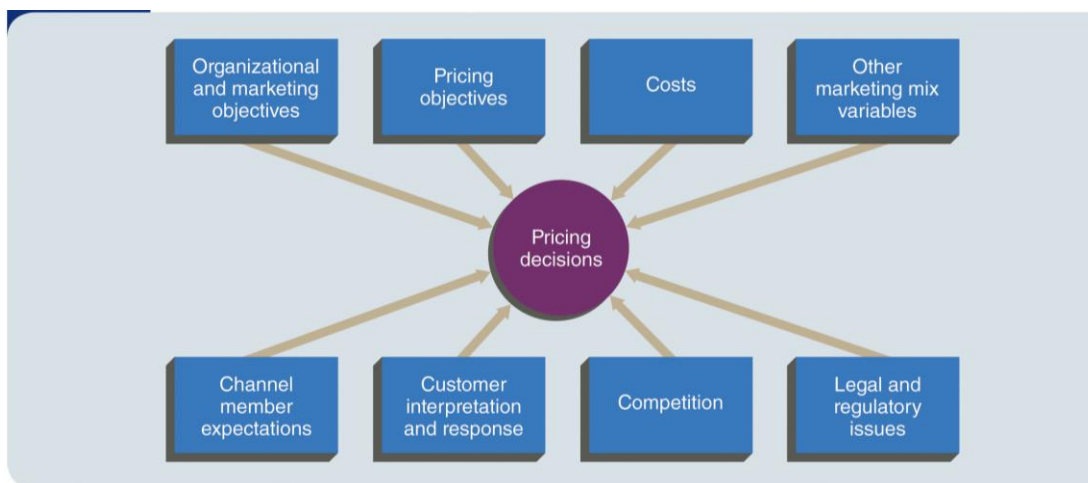 Organizational
and marketing
objectives
Pricing
objectives
Costs
Other
marketing mix
variables
Pricing
decisions
Channel
member
expectations
Customer
interpretation
and response
Competition
Legal and
regulatory
issues